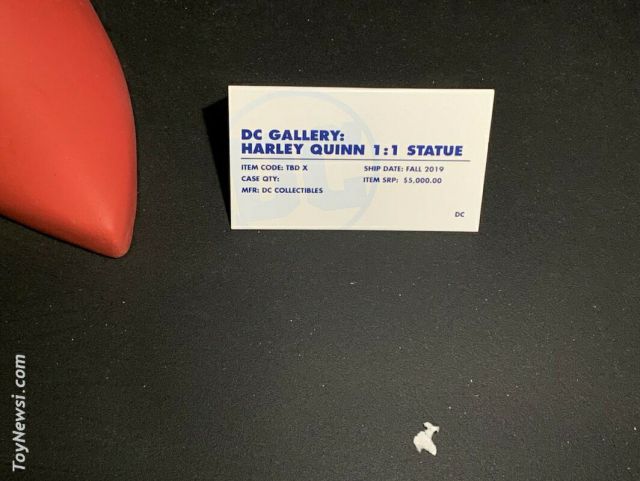 DC GALLERY:
HARLEY QUINN 1:1 STATUE
ITEM CODE: TBD X SHIP DATE: FALL 2019
CASE QTY: ITEM SRP: $5,000.00
MFR: DC COLLECTIBLES
DC
ToyNewsi.com